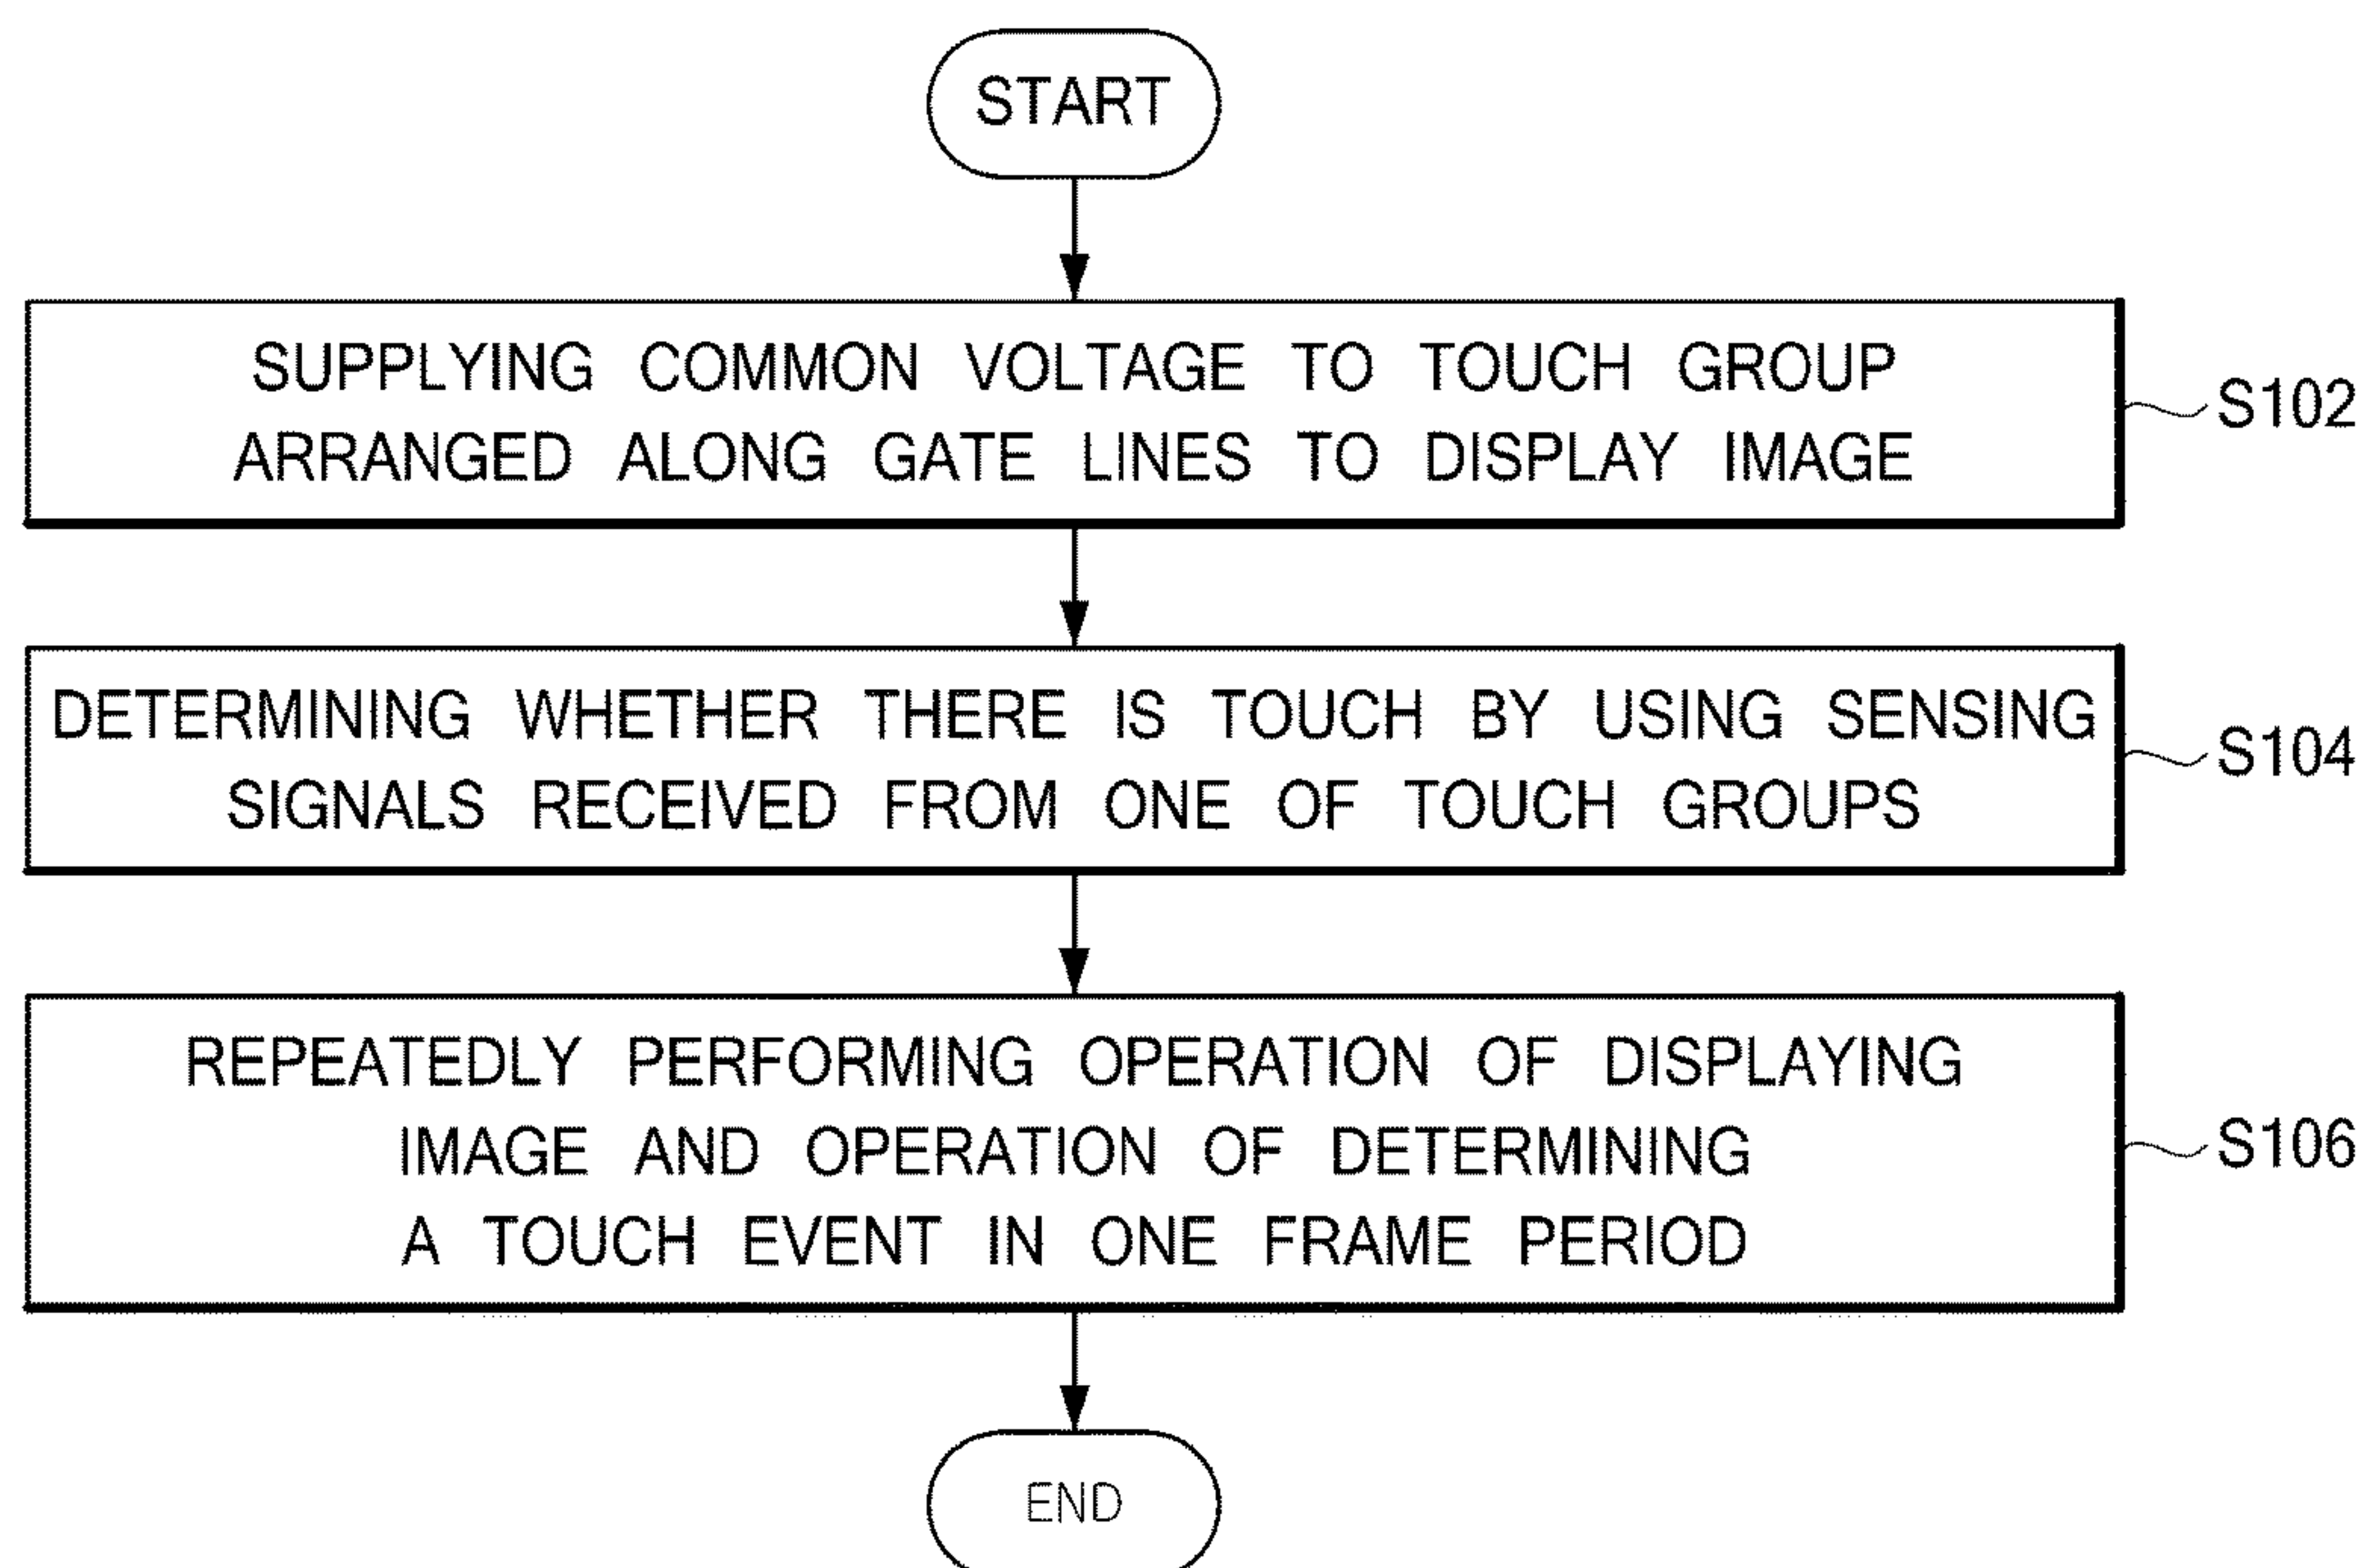 START
SUPPLYING COMMON VOLTAGE TO TOUCH GROUP
ARRANGED ALONG GATE LINES TO DISPLAY IMAGE
S102
DETERMINING WHETHER THERE IS TOUCH BY USING SENSING
SIGNALS RECEIVED FROM ONE OF TOUCH GROUPS
S104
REPEATEDLY PERFORMING OPERATION OF DISPLAYING
IMAGE AND OPERATION OF DETERMINING
A TOUCH EVENT IN ONE FRAME PERIOD
S106
END